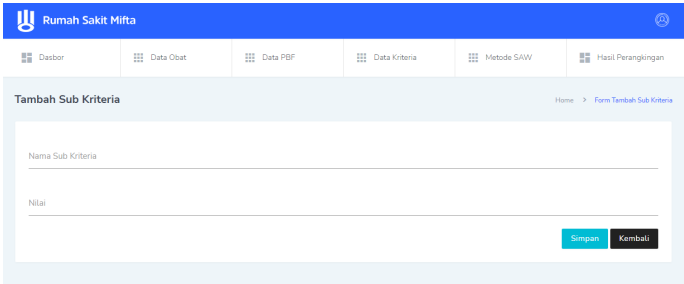 Rumah Sakit Mifta
Dasbor Data Obat Data PBF Data Kriteria Metode SAW Hasil Perangkingan
Tambah Sub Kriteria Home > Form Tambah Sub Kriteria
Nama Sub Kriteria
Nilai
Simpan Kembali